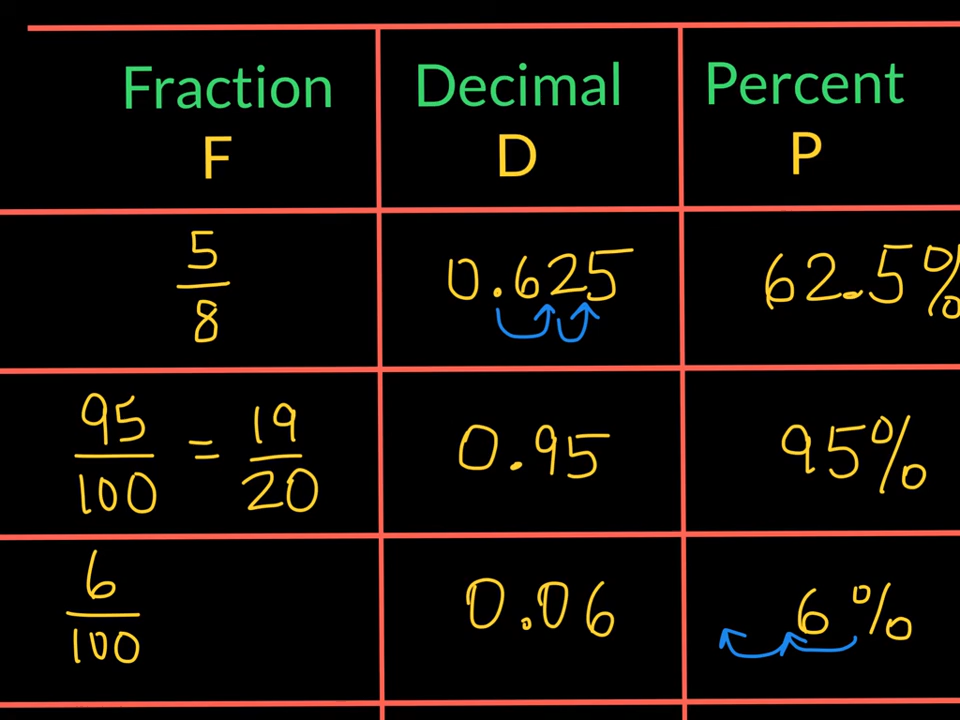 Fraction Decimal Percent
F D P
5/8 0.625 62.5%
95/100 = 19/20 0.95 95%
6/100 0.06 6%